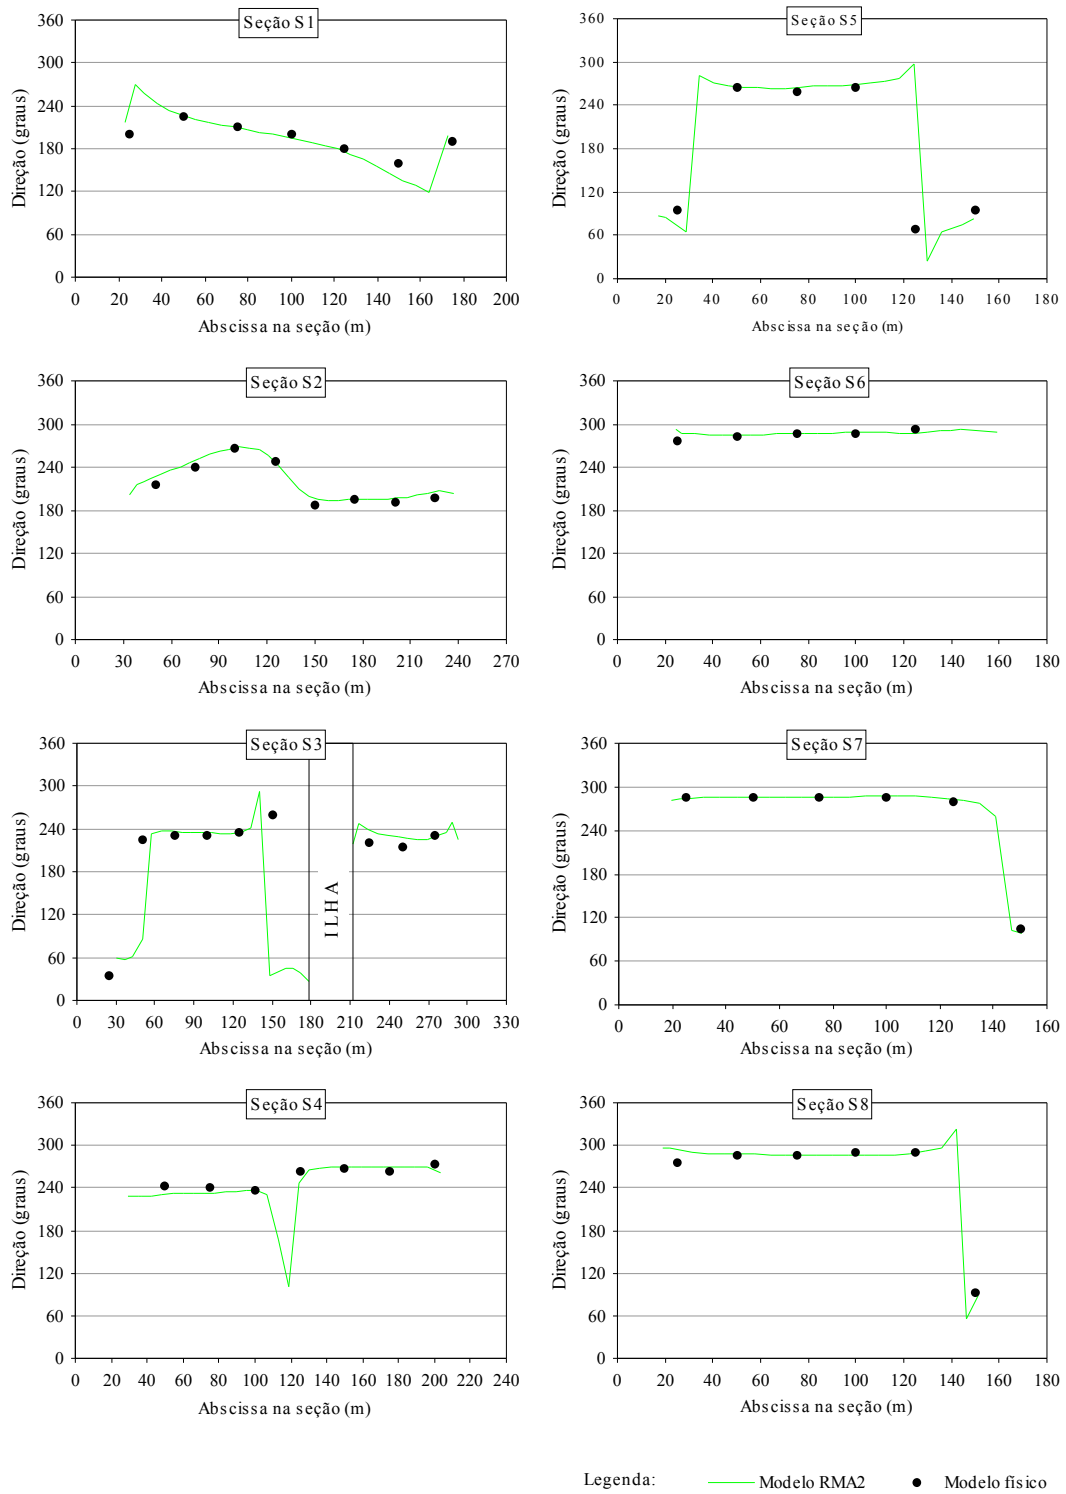 Seção S1
Direção (graus)
360
300
240
180
120
60
0
0 20 40 60 80 100 120 140 160 180 200
Abscissa na seção (m)
Seção S5
Direção (graus)
360
300
240
180
120
60
0
0 20 40 60 80 100 120 140 160 180
Abscissa na seção (m)
Seção S2
Direção (graus)
360
300
240
180
120
60
0
0 30 60 90 120 150 180 210 240 270
Abscissa na seção (m)
Seção S6
Direção (graus)
360
300
240
180
120
60
0
0 20 40 60 80 100 120 140 160 180
Abscissa na seção (m)
Seção S3
Direção (graus)
360
300
240
180
120
60
0
ILHA
0 30 60 90 120 150 180 210 240 270 300 330
Abscissa na seção (m)
Seção S7
Direção (graus)
360
300
240
180
120
60
0
0 20 40 60 80 100 120 140 160
Abscissa na seção (m)
Seção S4
Direção (graus)
360
300
240
180
120
60
0
0 20 40 60 80 100 120 140 160 180 200 220 240
Abscissa na seção (m)
Seção S8
Direção (graus)
360
300
240
180
120
60
0
0 20 40 60 80 100 120 140 160 180
Abscissa na seção (m)
Legenda: Modelo RMA2 Modelo físico